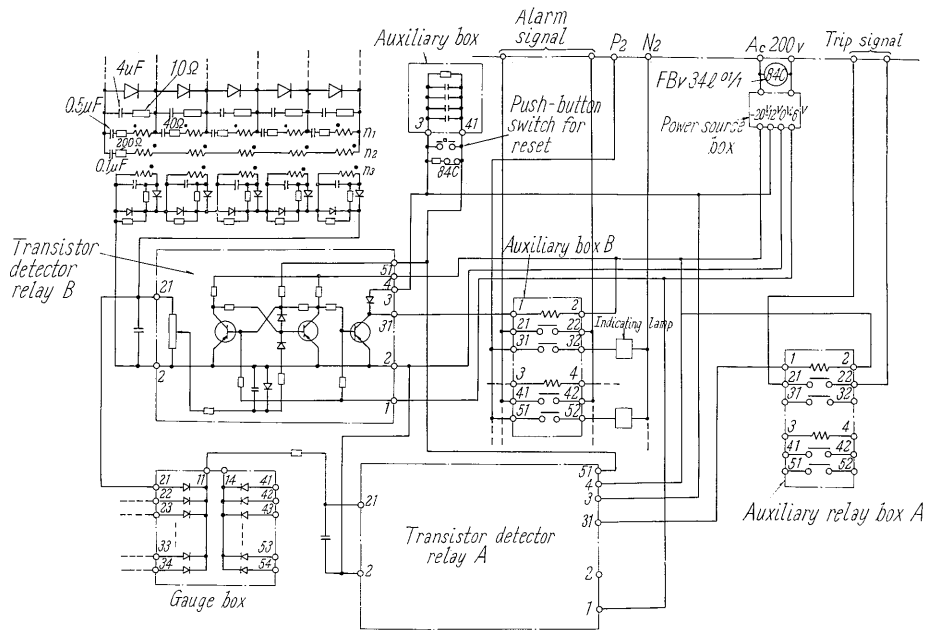 Alarm
signal
P2
N2
Ac 200 v
Trip signal
Auxiliary box
84C
4uF
10Ω
0.5μF
40Ω
200Ω
0.1μF
n1
n2
n3
3
41
Push-button
switch for
reset
84C
Power source
box
Transistor
detector
relay B
21
2
51
4
3
31
2
1
Auxiliary box B
1
2
21
22
31
32
Indicating lamp
3
4
41
42
51
52
1
2
21
22
31
32
3
4
41
42
51
52
Auxiliary relay box A
21
11
14
41
22
42
23
43
33
53
34
54
Gauge box
21
2
Transistor detector
relay A
51
4
3
31
2
1